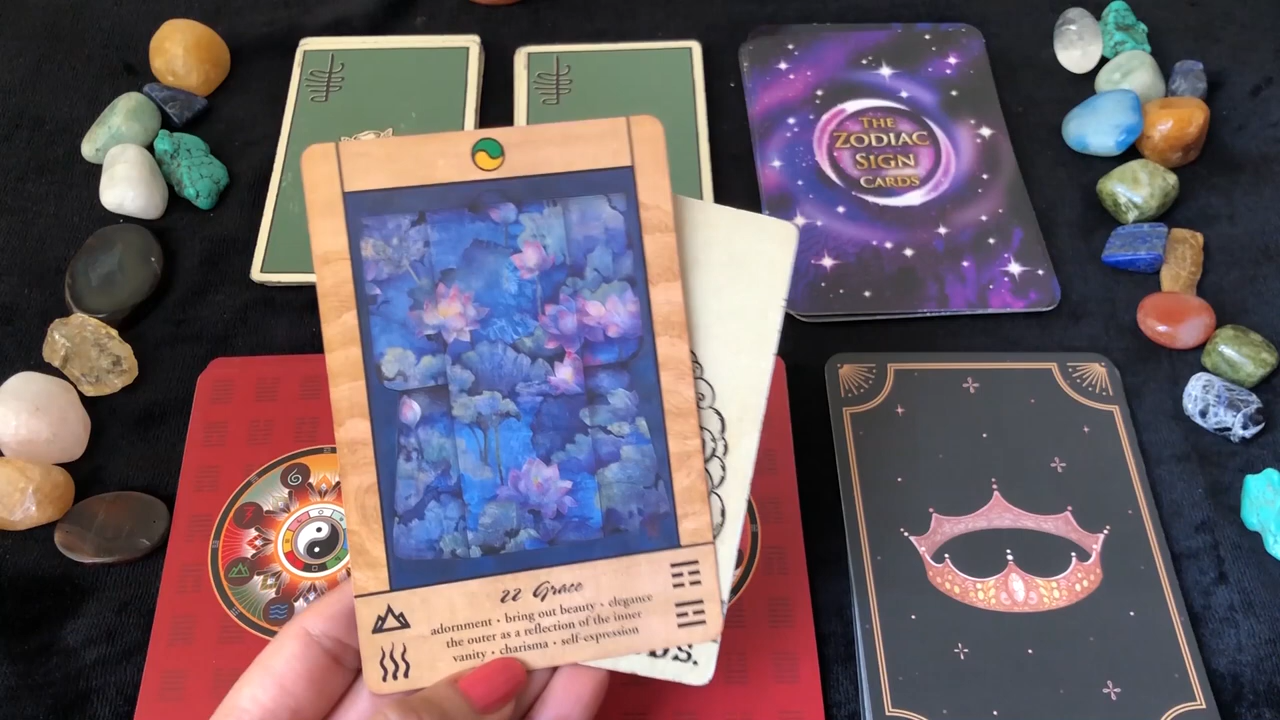 THE
ZODIAC
SIGN
CARDS
22 Grace
adornment • bring out beauty • elegance
the outer as a reflection of the inner
vanity • charisma • self-expression